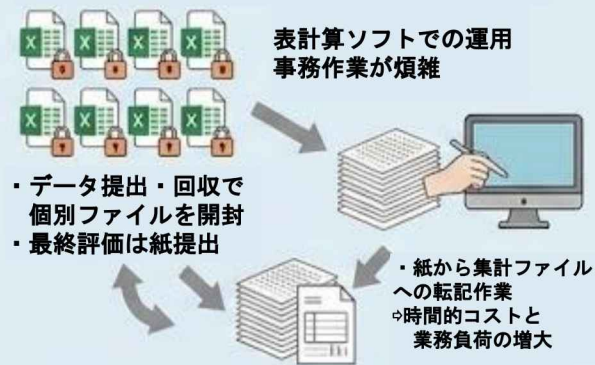 表計算ソフトでの運用
事務作業が煩雑
・データ提出・回収で
個別ファイルを開封
・最終評価は紙提出
・紙から集計ファイル
への転記作業
⇨時間的コストと
業務負荷の増大